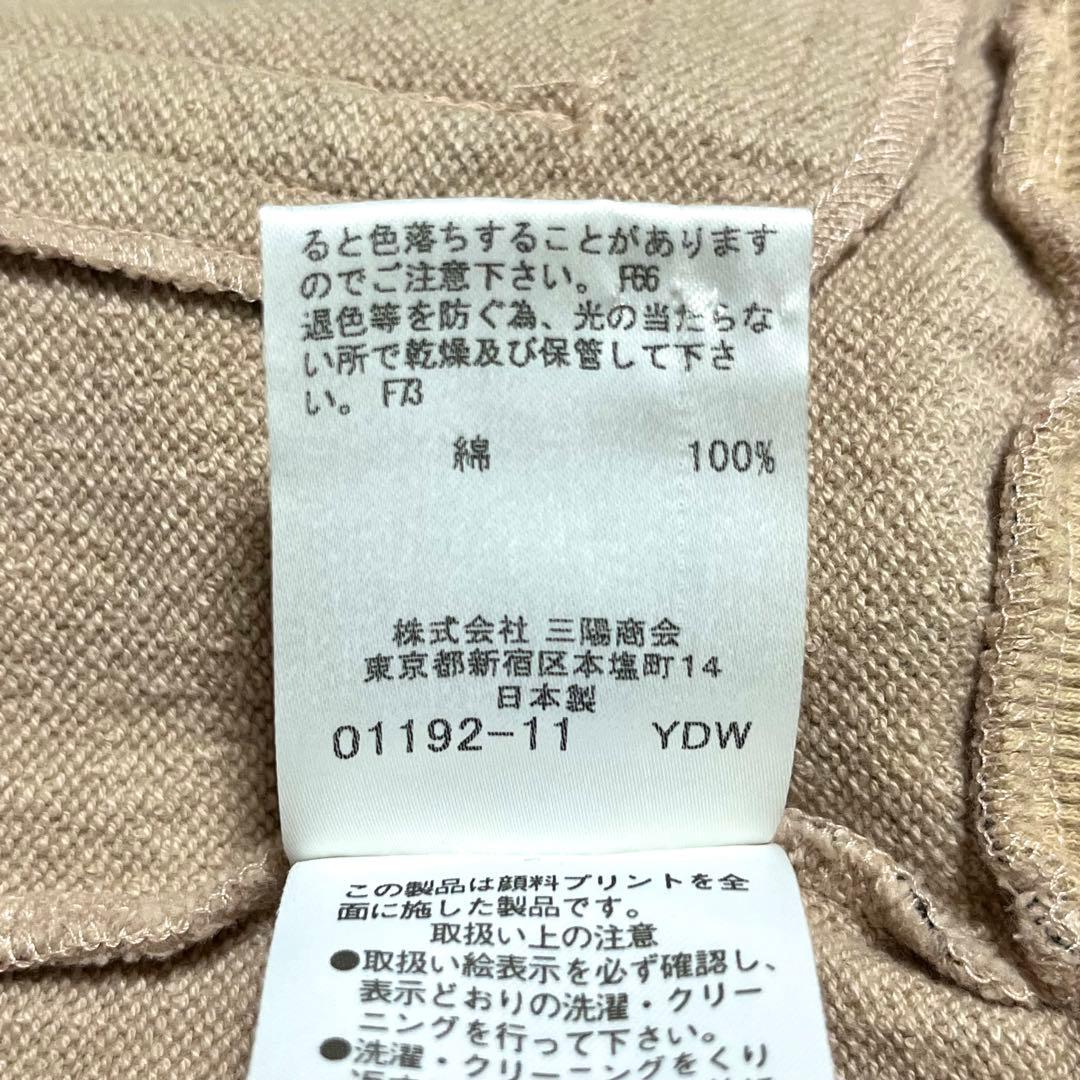 ると色落ちすることがあります
のでご注意下さい。F66
退色等を防ぐ為、光の当たらな
い所で乾燥及び保管して下さ
い。F73
綿 100%
株式会社 三陽商会
東京都新宿区本塩町14
日本製
01192-11 YDW
この製品は顔料プリントを全
面に施した製品です。
取扱い上の注意
●取扱い絵表示を必ず確認し、
表示どおりの洗濯・クリー
ニングを行って下さい。
●洗濯・クリーニングをくり